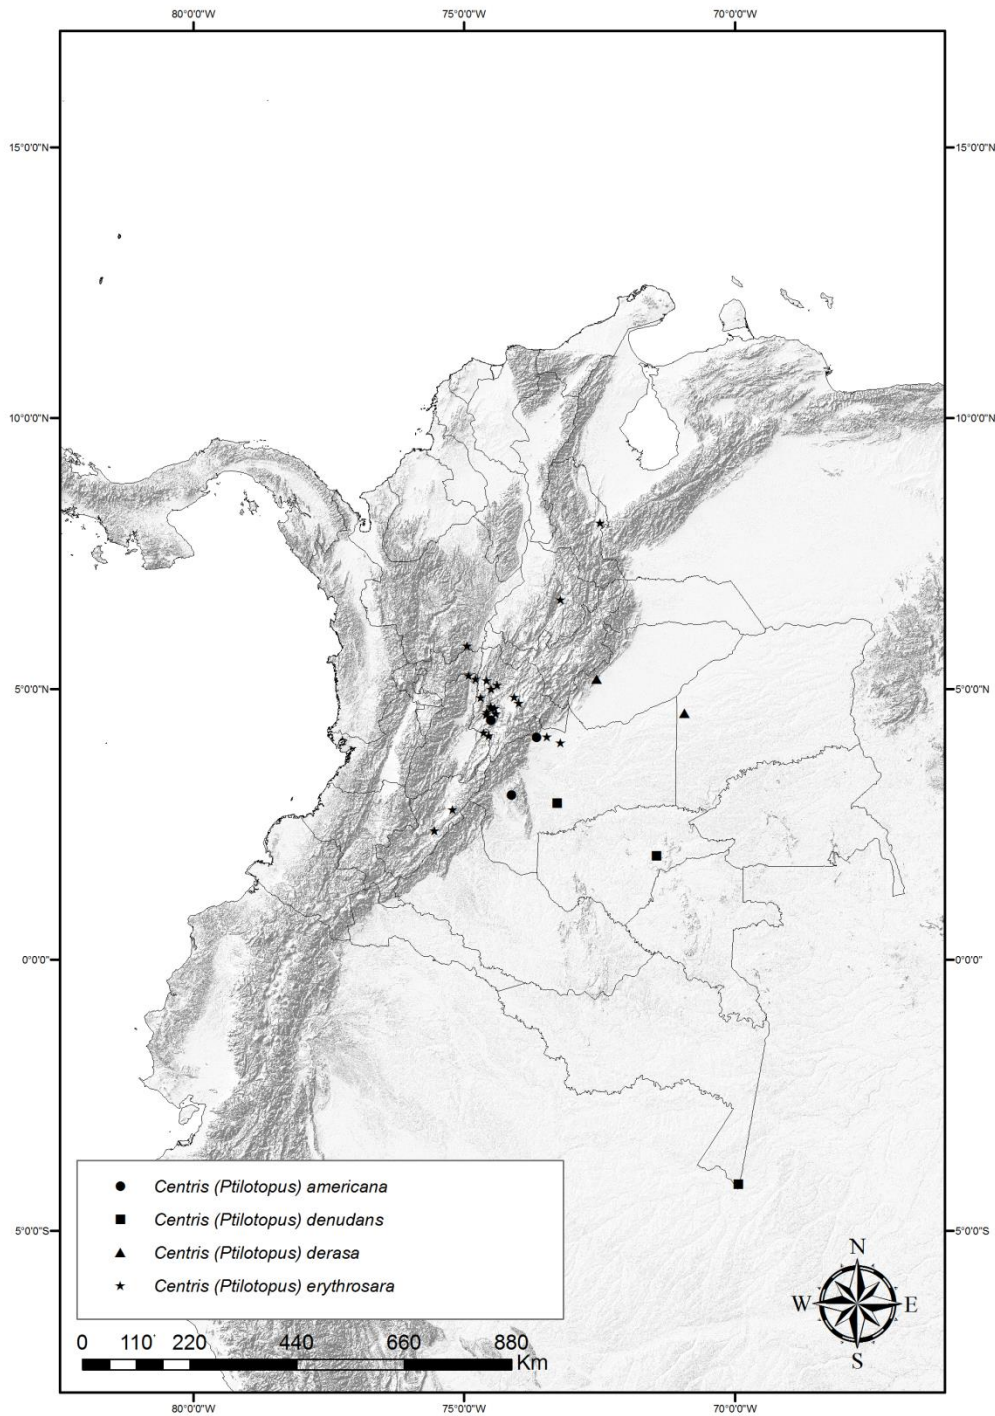 80°0'0"W 75°0'0"W 70°0'0"W
15°0'0"N 15°0'0"N
10°0'0"N 10°0'0"N
5°0'0"N 5°0'0"N
0°0'0" 0°0'0"
5°0'0"S 5°0'0"S
Centris (Ptilotopus) americana
Centris (Ptilotopus) denudans
Centris (Ptilotopus) derasa
Centris (Ptilotopus) erythrosara
N
W E
S
0 110 220 440 660 880
Km
80°0'0"W 75°0'0"W 70°0'0"W